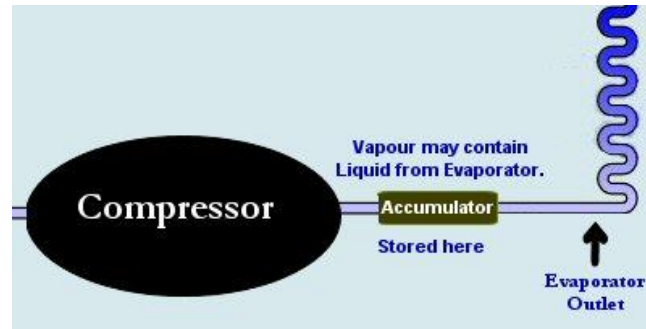 Vapour may contain
Liquid from Evaporator.
Compressor
Accumulator
Stored here
Evaporator
Outlet